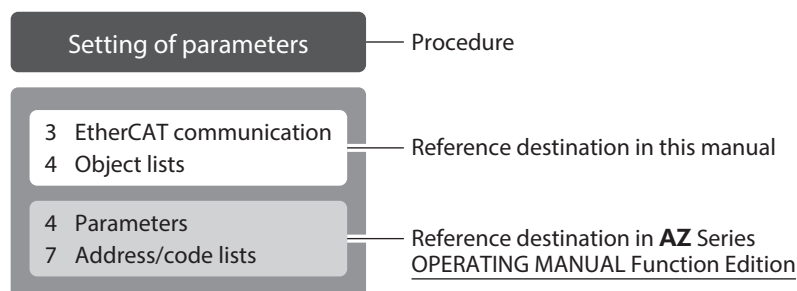 Setting of parameters
Procedure
3 EtherCAT communication
4 Object lists
Reference destination in this manual
4 Parameters
7 Address/code lists
Reference destination in AZ Series
OPERATING MANUAL Function Edition